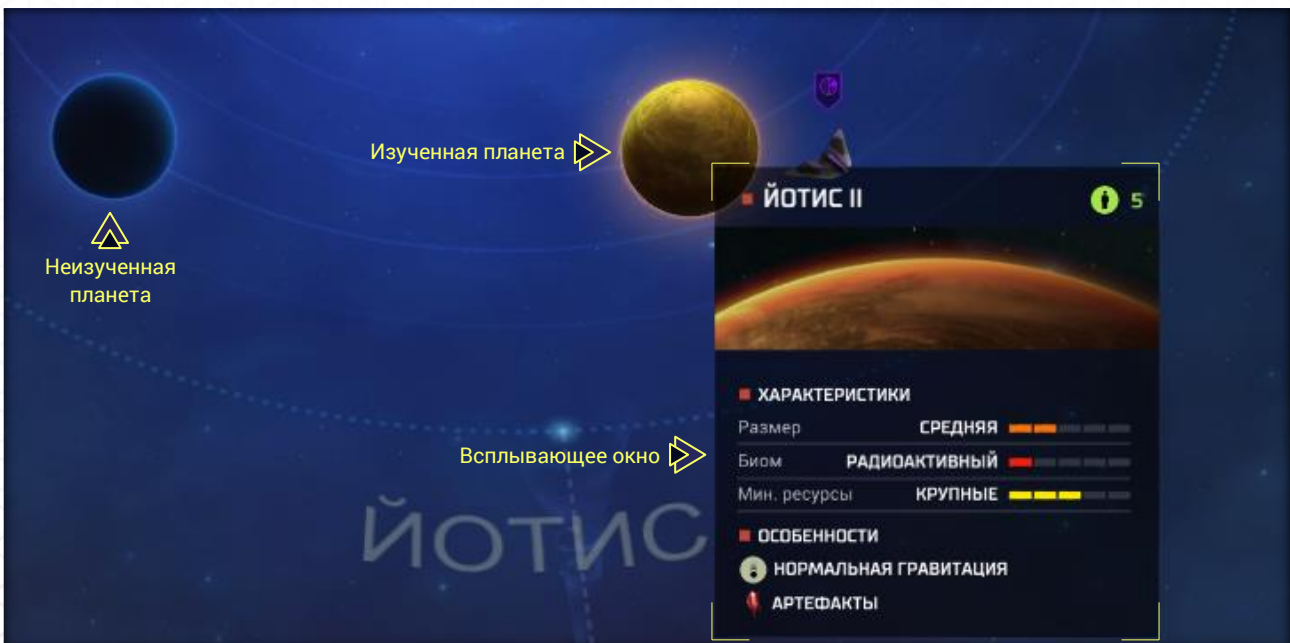 Изученная планета
Неизученная
планета
ЙОТИС II
5
Всплывающее окно
ХАРАКТЕРИСТИКИ
Размер СРЕДНЯЯ
Биом РАДИОАКТИВНЫЙ
Мин. ресурсы КРУПНЫЕ
ОСОБЕННОСТИ
НОРМАЛЬНАЯ ГРАВИТАЦИЯ
АРТЕФАКТЫ
ЙОТИС